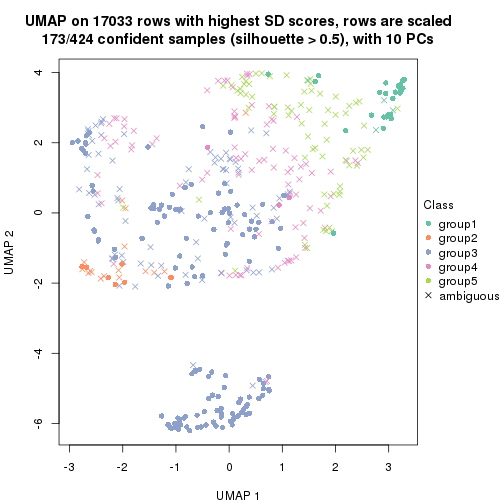 UMAP on 17033 rows with highest SD scores, rows are scaled
173/424 confident samples (silhouette > 0.5), with 10 PCs
4
2
0
-2
-4
-6
UMAP 2
-3
-2
-1
0
1
2
3
UMAP 1
Class
group1
group2
group3
group4
group5
ambiguous